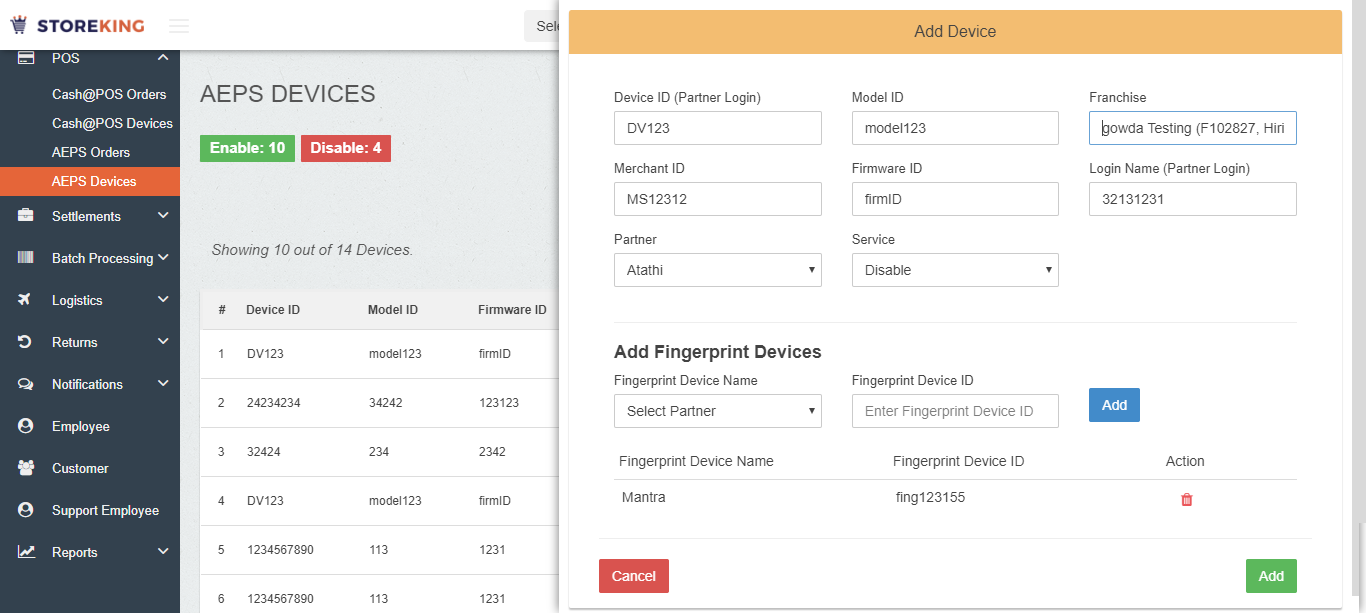 STOREKING
POS
Cash@POS Orders
Cash@POS Devices
AEPS Orders
AEPS Devices
Settlements
Batch Processing
Logistics
Returns
Notifications
Employee
Customer
Support Employee
Reports
AEPS DEVICES
Enable: 10 Disable: 4
Showing 10 out of 14 Devices.
# Device ID Model ID Firmware ID
1 DV123 model123 firmID
2 24234234 34242 123123
3 32424 234 2342
4 DV123 model123 firmID
5 1234567890 113 1231
6 1234567890 113 1231
Add Device
Device ID (Partner Login) Model ID Franchise
DV123 model123 gowda Testing (F102827, Hiri
Merchant ID Firmware ID Login Name (Partner Login)
MS12312 firmID 32131231
Partner Service
Atathi Disable
Add Fingerprint Devices
Fingerprint Device Name Fingerprint Device ID
Select Partner Enter Fingerprint Device ID Add
Fingerprint Device Name Fingerprint Device ID Action
Mantra fing123155
Cancel Add